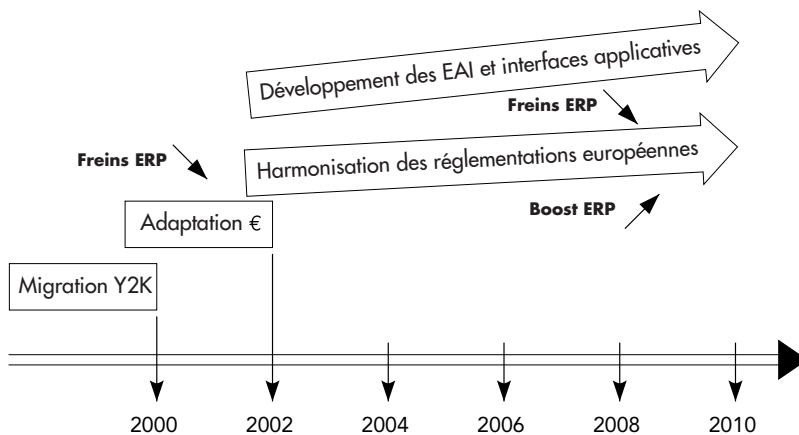 Développement des EAI et interfaces applicatives
Freins ERP
Harmonisation des réglementations européennes
Freins ERP
Boost ERP
Adaptation €
Migration Y2K
2000 2002 2004 2006 2008 2010